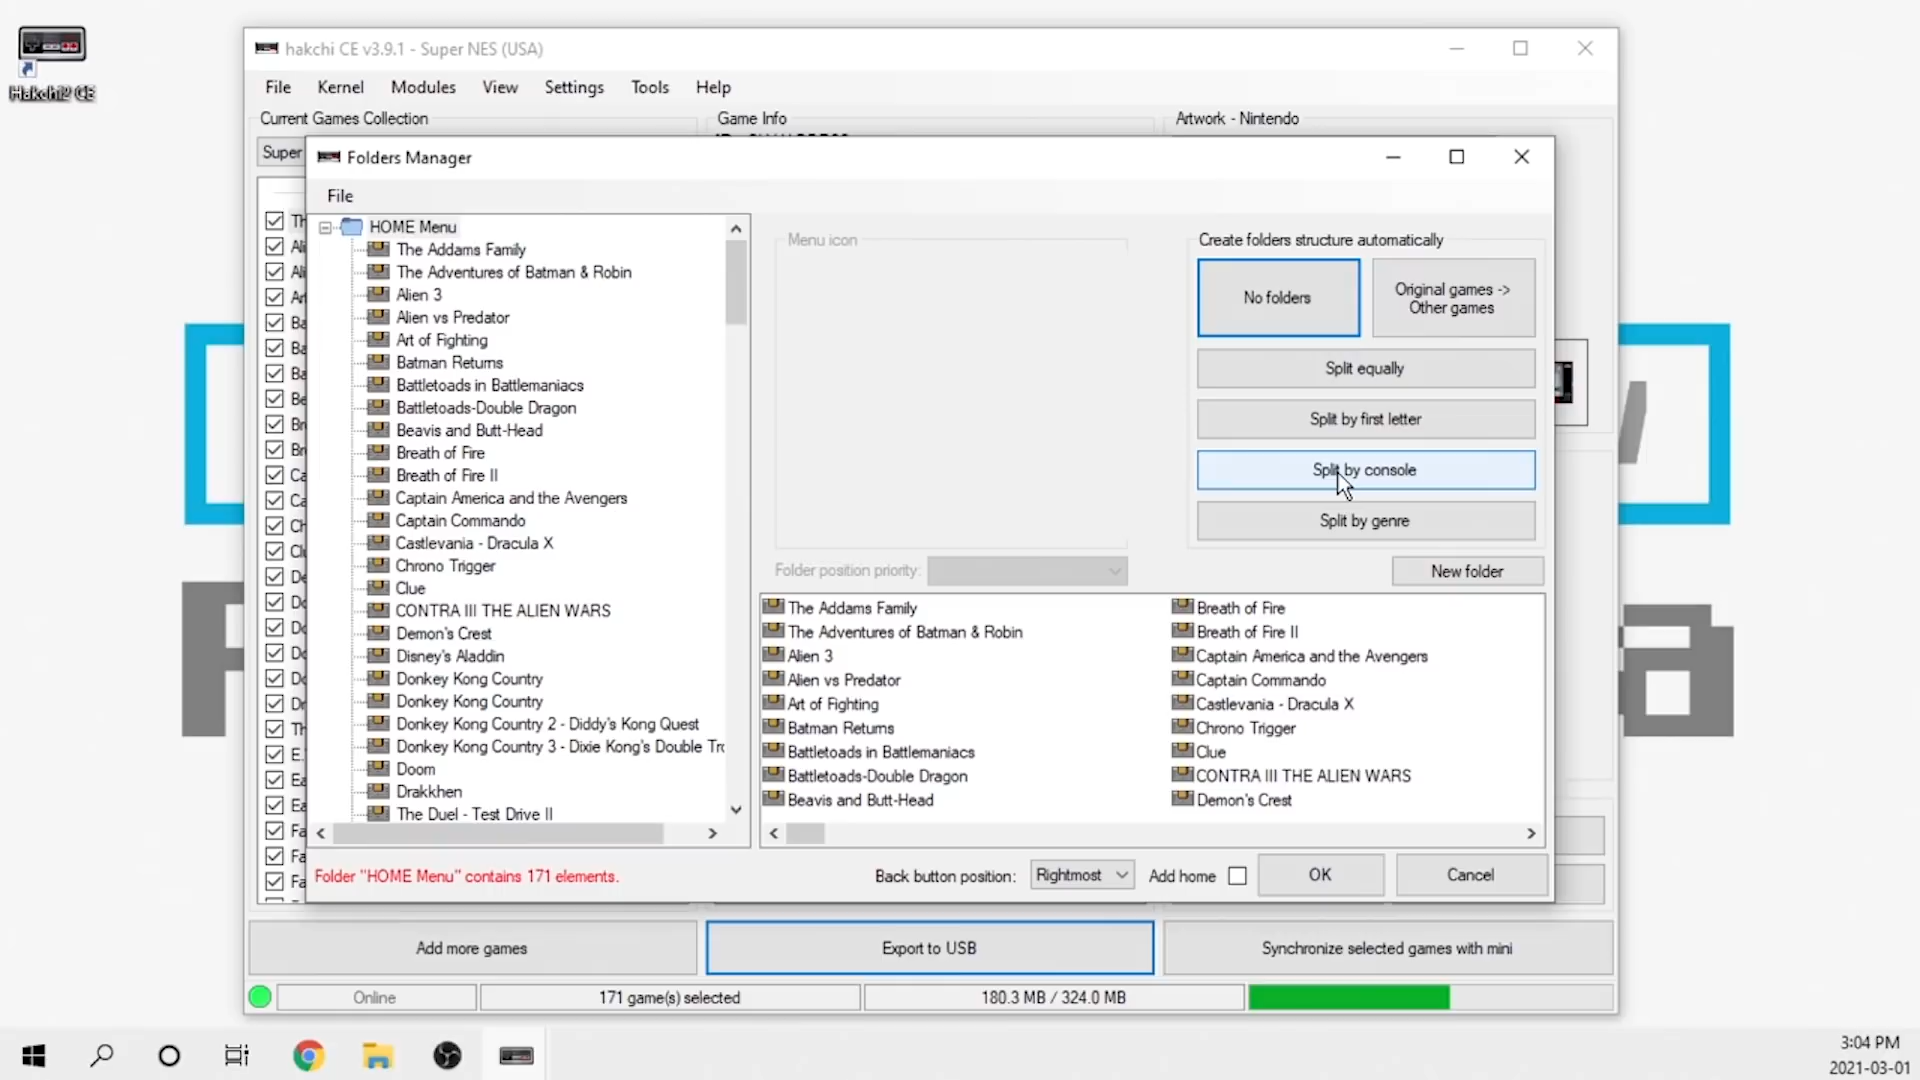 Hakchi2 CE
hakchi CE v3.9.1 - Super NES (USA)
File Kernel Modules View Settings Tools Help
Current Games Collection
Game Info
Artwork - Nintendo
Super
Folders Manager
File
HOME Menu
The Addams Family
The Adventures of Batman & Robin
Alien 3
Alien vs Predator
Art of Fighting
Batman Returns
Battletoads in Battlemaniacs
Battletoads-Double Dragon
Beavis and Butt-Head
Breath of Fire
Breath of Fire II
Captain America and the Avengers
Captain Commando
Castlevania - Dracula X
Chrono Trigger
Clue
CONTRA III THE ALIEN WARS
Demon's Crest
Disney's Aladdin
Donkey Kong Country
Donkey Kong Country
Donkey Kong Country 2 - Diddy's Kong Quest
Donkey Kong Country 3 - Dixie Kong's Double Tro
Doom
Drakkhen
The Duel - Test Drive II
Menu icon
Create folders structure automatically
No folders
Original games ->
Other games
Split equally
Split by first letter
Split by console
Split by genre
Folder position priority:
New folder
The Addams Family
The Adventures of Batman & Robin
Alien 3
Alien vs Predator
Art of Fighting
Batman Returns
Battletoads in Battlemaniacs
Battletoads-Double Dragon
Beavis and Butt-Head
Breath of Fire
Breath of Fire II
Captain America and the Avengers
Captain Commando
Castlevania - Dracula X
Chrono Trigger
Clue
CONTRA III THE ALIEN WARS
Demon's Crest
Folder "HOME Menu" contains 171 elements.
Back button position: Rightmost Add home
OK
Cancel
Add more games
Export to USB
Synchronize selected games with mini
Online
171 game(s) selected
180.3 MB / 324.0 MB
3:04 PM
2021-03-01